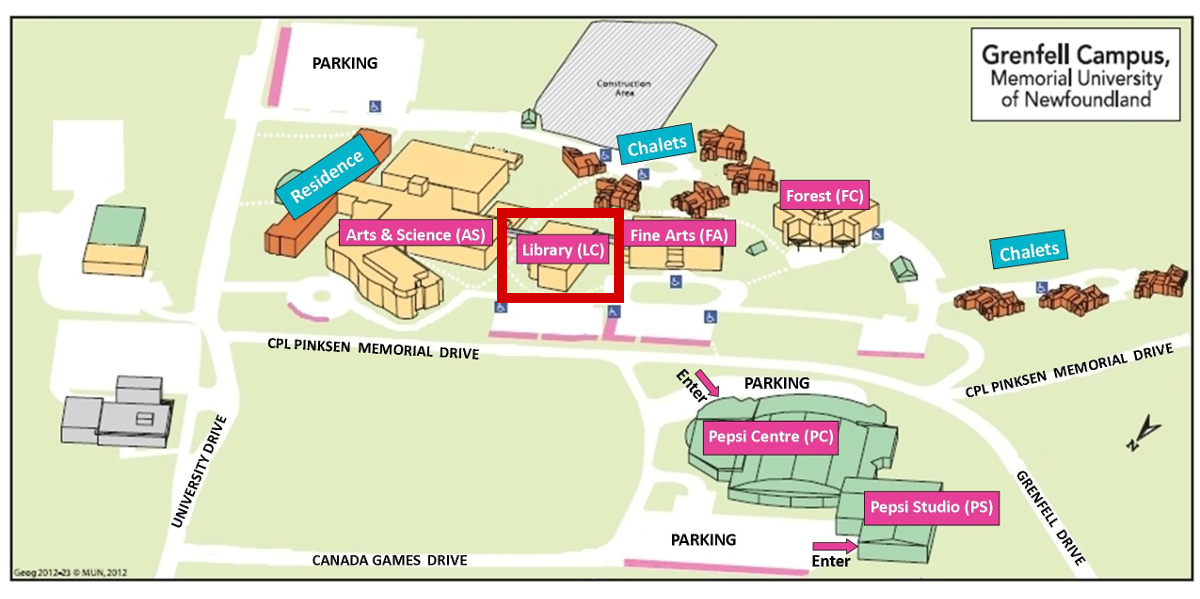 Grenfell Campus,
Memorial University
of Newfoundland
PARKING
Construction
Area
Chalets
Residence
Forest (FC)
Arts & Science (AS)
Library (LC)
Fine Arts (FA)
Chalets
CPL PINKSEN MEMORIAL DRIVE
CPL PINKSEN MEMORIAL DRIVE
Enter
PARKING
Pepsi Centre (PC)
N
UNIVERSITY DRIVE
GRENFELL DRIVE
Pepsi Studio (PS)
PARKING
Enter
CANADA GAMES DRIVE
Geog 2012-23 © MUN, 2012